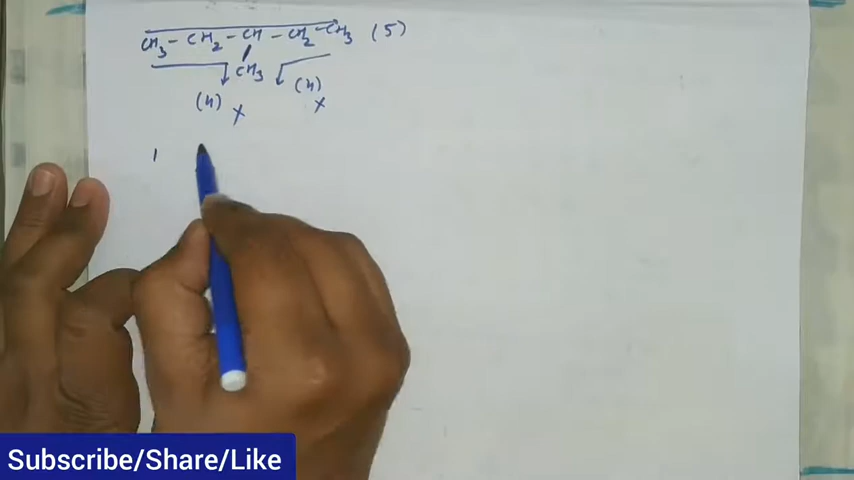 CH₃ - CH₂ - CH - CH₂ - CH₃ (5)
CH₃
(4) X
(4) X
1
Subscribe/Share/Like